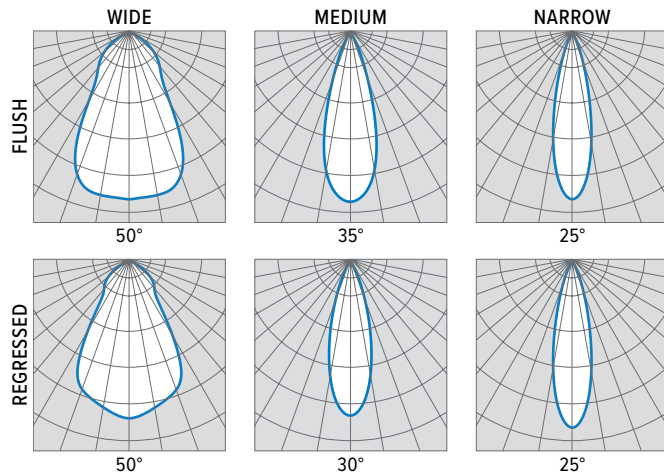 WIDE MEDIUM NARROW
FLUSH
50° 35° 25°
REGRESSED
50° 30° 25°